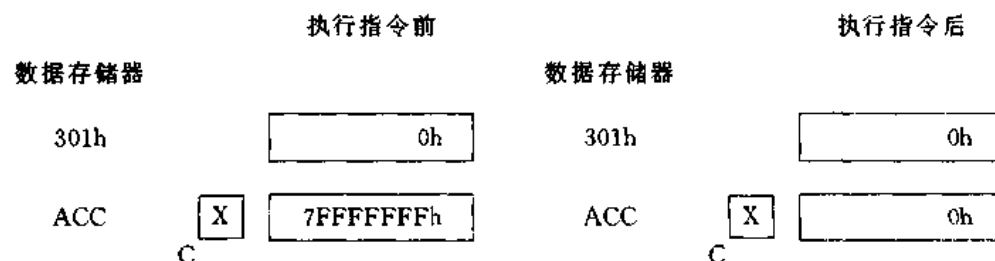 执行指令前 执行指令后
数据存储器 数据存储器
301h 0h 301h 0h
ACC X 7FFFFFFFh ACC X 0h
C C